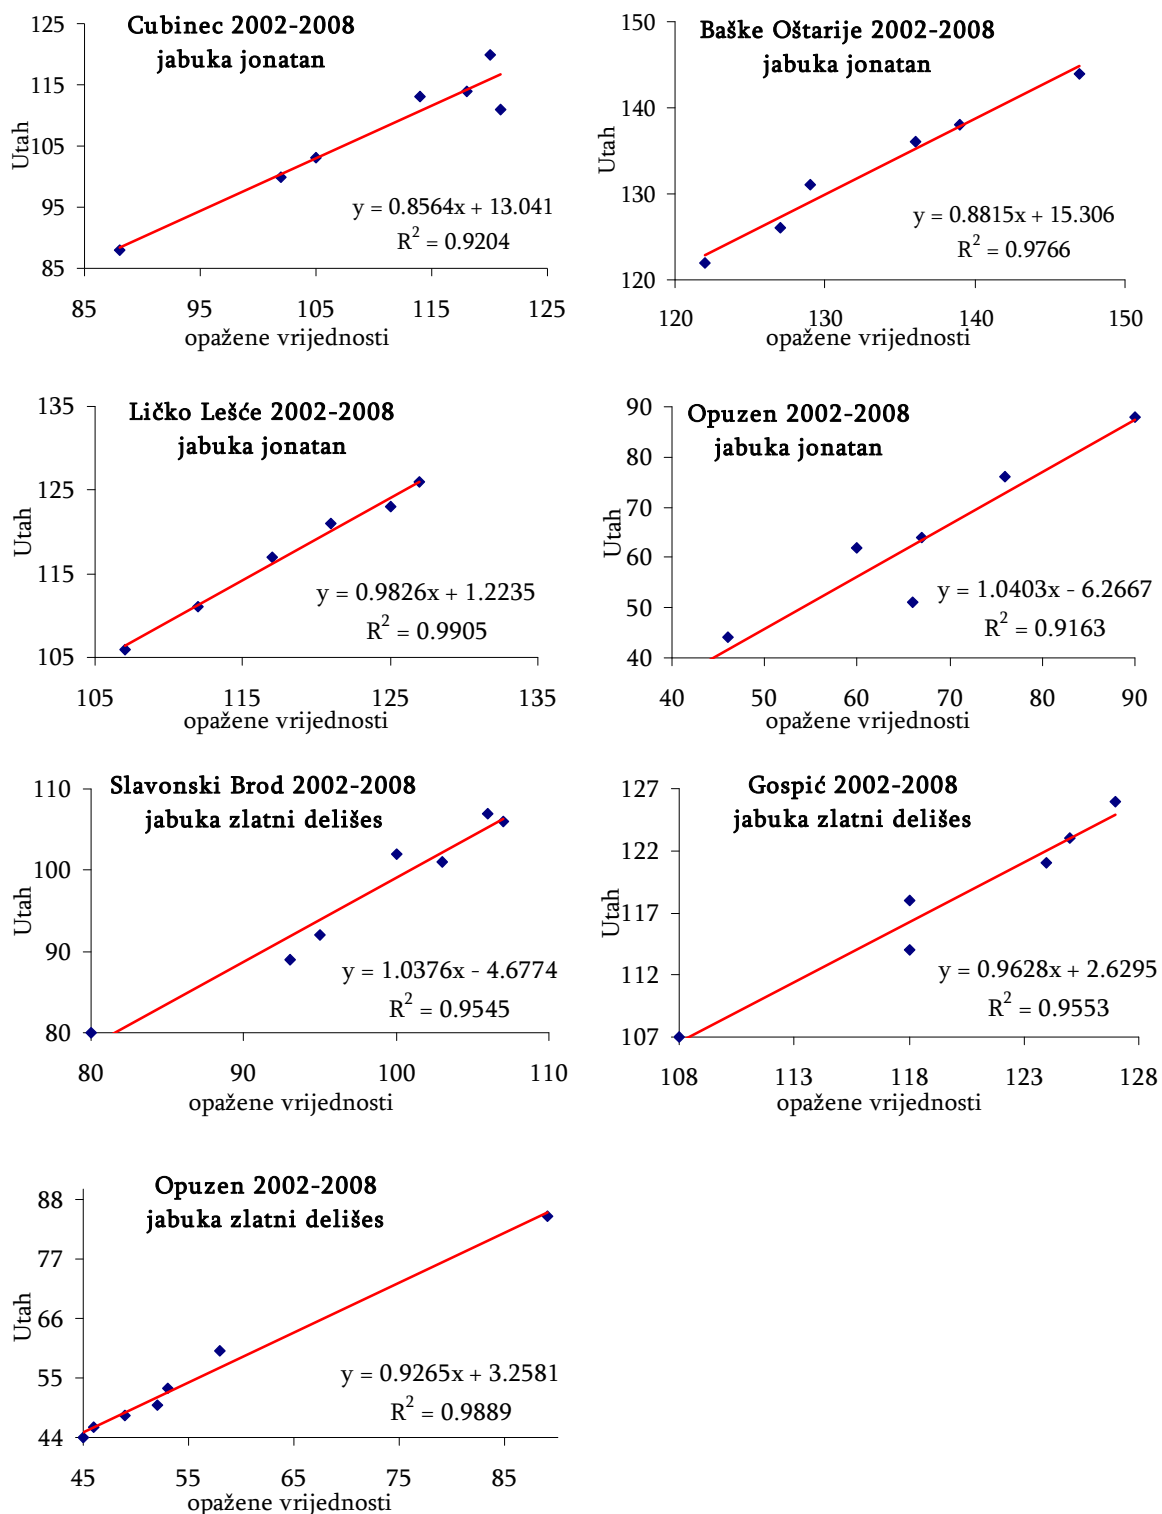 Cubinec 2002-2008
jabuka jonatan
125
115
105
95
85
Utah
y = 0.8564x + 13.041
R² = 0.9204
85 95 105 115 125
opažene vrijednosti
Baške Oštarije 2002-2008
jabuka jonatan
150
140
130
120
Utah
y = 0.8815x + 15.306
R² = 0.9766
120 130 140 150
opažene vrijednosti
Ličko Lešće 2002-2008
jabuka jonatan
135
125
115
105
Utah
y = 0.9826x + 1.2235
R² = 0.9905
105 115 125 135
opažene vrijednosti
Opuzen 2002-2008
jabuka jonatan
90
80
70
60
50
40
Utah
y = 1.0403x - 6.2667
R² = 0.9163
40 50 60 70 80 90
opažene vrijednosti
Slavonski Brod 2002-2008
jabuka zlatni delišes
110
100
90
80
Utah
y = 1.0376x - 4.6774
R² = 0.9545
80 90 100 110
opažene vrijednosti
Gospić 2002-2008
jabuka zlatni delišes
127
122
117
112
107
Utah
y = 0.9628x + 2.6295
R² = 0.9553
108 113 118 123 128
opažene vrijednosti
Opuzen 2002-2008
jabuka zlatni delišes
88
77
66
55
44
Utah
y = 0.9265x + 3.2581
R² = 0.9889
45 55 65 75 85
opažene vrijednosti